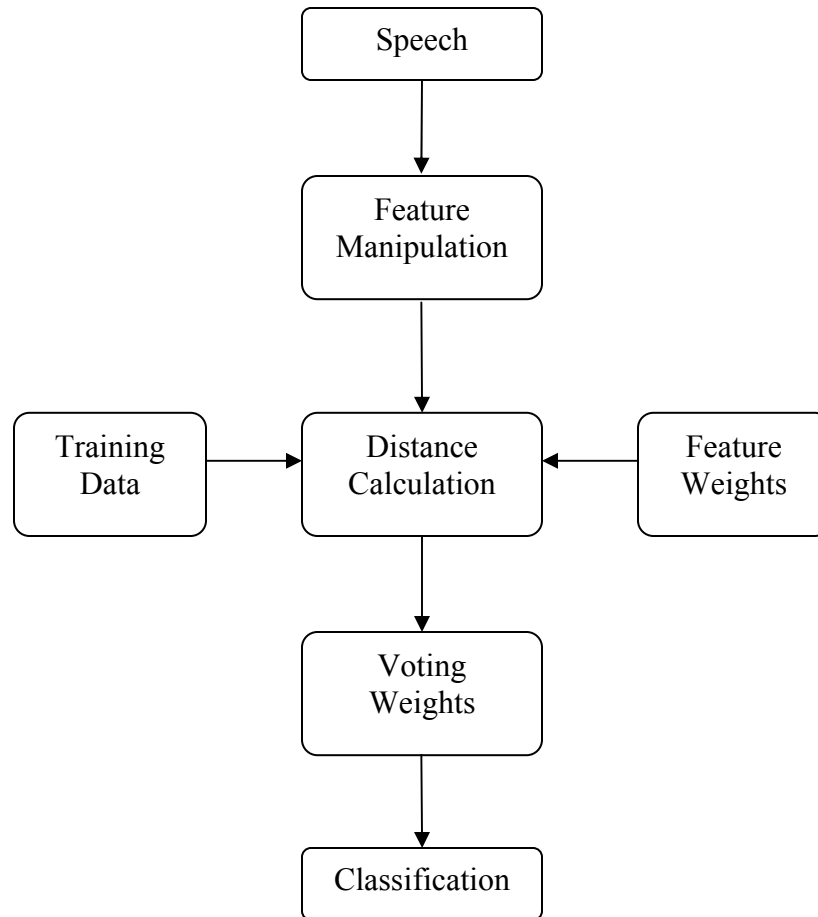 Speech
Feature
Manipulation
Training
Data
Distance
Calculation
Feature
Weights
Voting
Weights
Classification